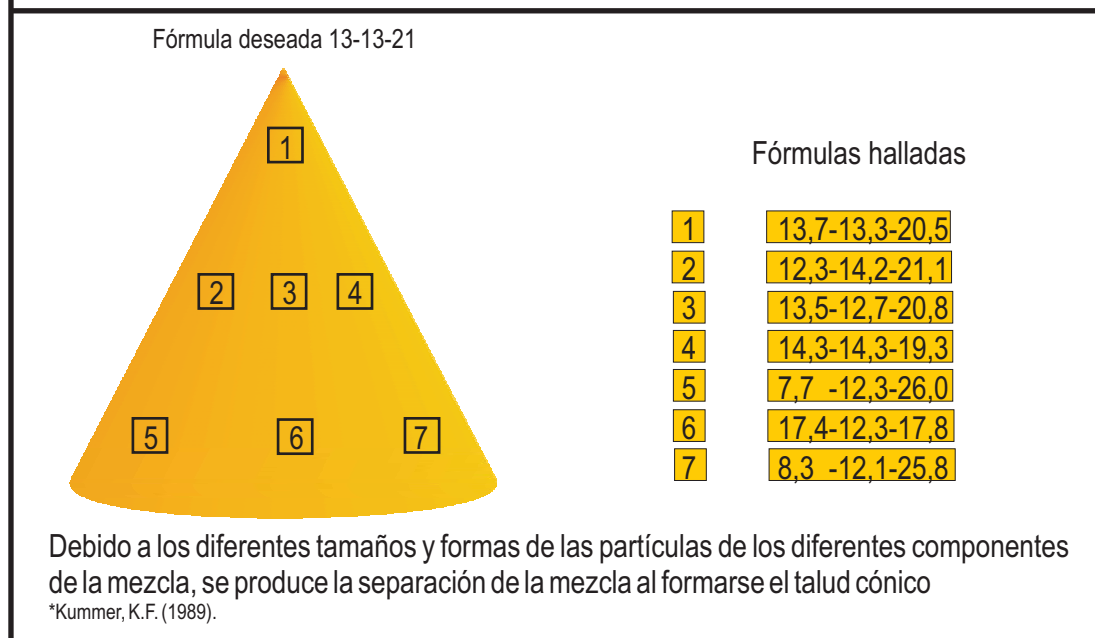 Fórmula deseada 13-13-21
1
2 3 4
5 6 7
Fórmulas halladas
1 13,7-13,3-20,5
2 12,3-14,2-21,1
3 13,5-12,7-20,8
4 14,3-14,3-19,3
5 7,7 -12,3-26,0
6 17,4-12,3-17,8
7 8,3 -12,1-25,8
Debido a los diferentes tamaños y formas de las partículas de los diferentes componentes
de la mezcla, se produce la separación de la mezcla al formarse el talud cónico
*Kummer, K.F. (1989).